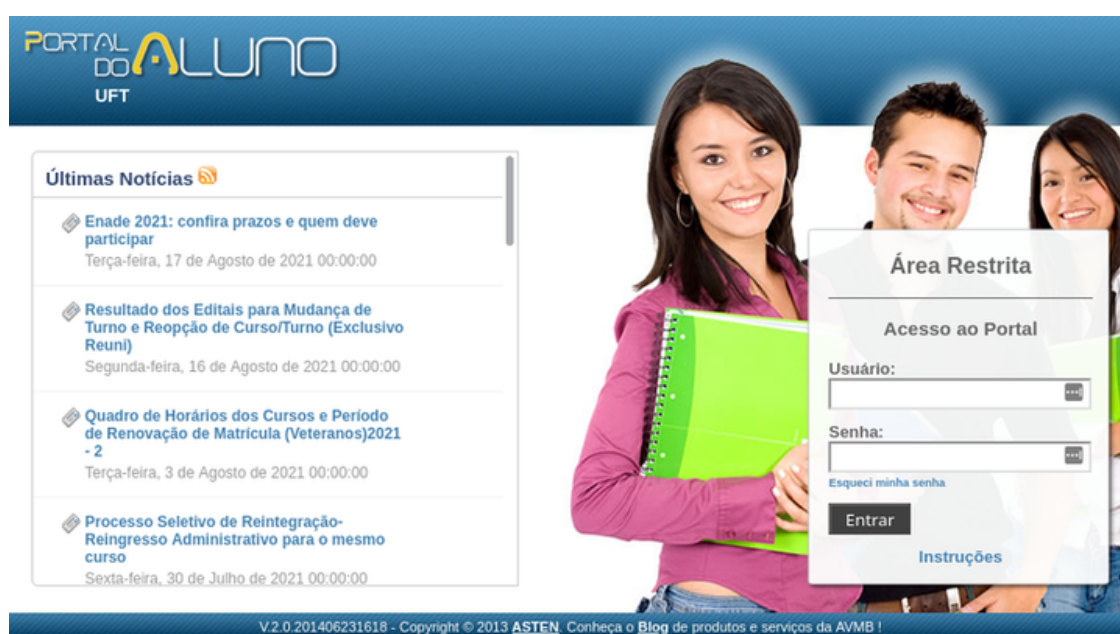 PORTAL
DO ALUNO
UFT
Últimas Notícias
Enade 2021: confira prazos e quem deve
participar
Terça-feira, 17 de Agosto de 2021 00:00:00
Resultado dos Editais para Mudança de
Turno e Reopção de Curso/Turno (Exclusivo
Reuni)
Segunda-feira, 16 de Agosto de 2021 00:00:00
Quadro de Horários dos Cursos e Período
de Renovação de Matrícula (Veteranos)2021
- 2
Terça-feira, 3 de Agosto de 2021 00:00:00
Processo Seletivo de Reintegração-
Reingresso Administrativo para o mesmo
curso
Sexta-feira, 30 de Julho de 2021 00:00:00
Área Restrita
Acesso ao Portal
Usuário:
Senha:
Esqueci minha senha
Entrar
Instruções
V.2.0.201406231618 - Copyright © 2013 ASTEN. Conheça o Blog de produtos e serviços da AVMB !